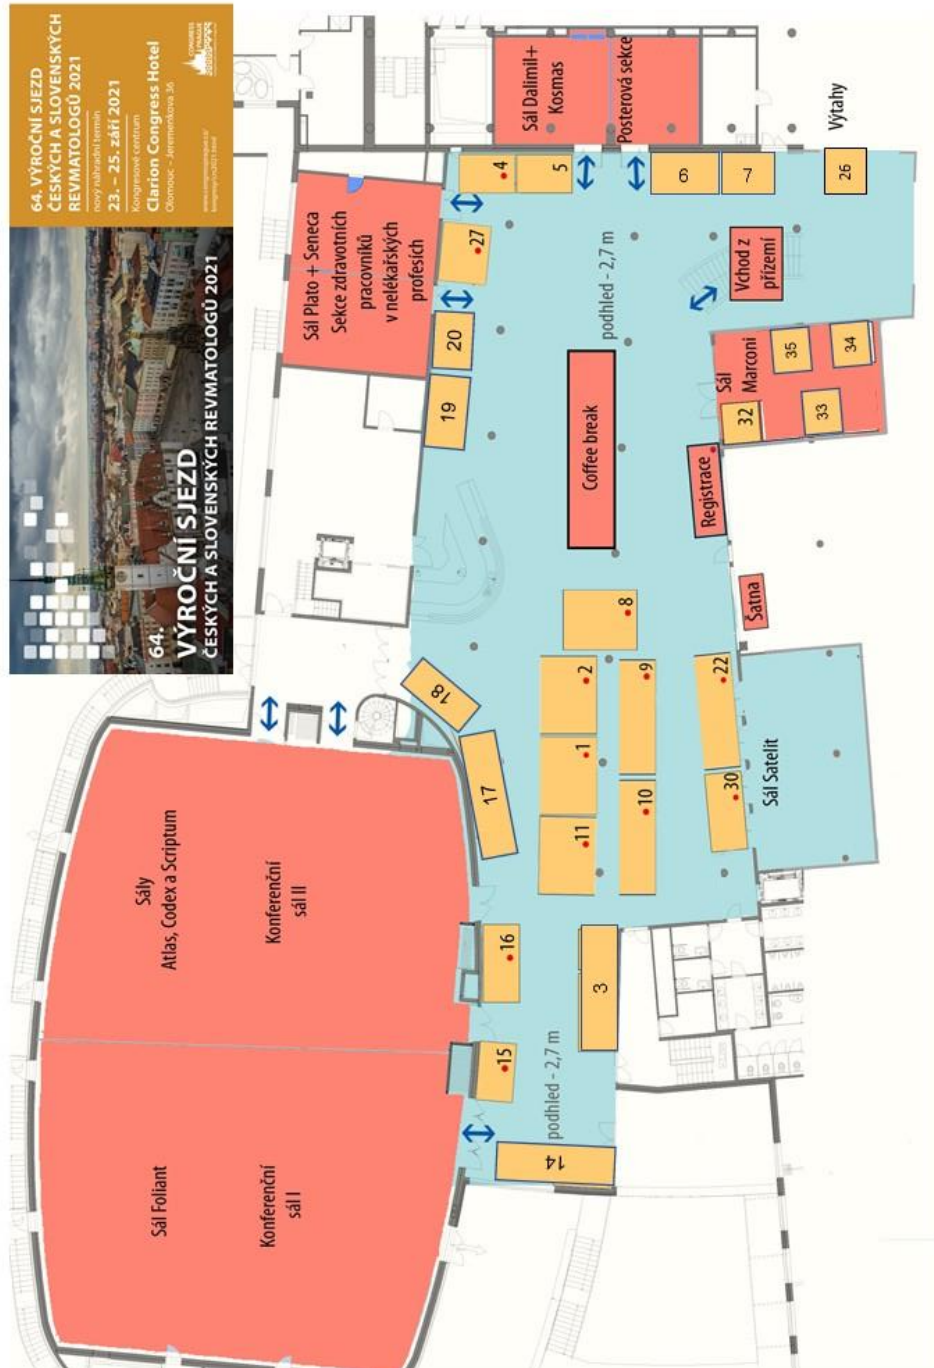 64. VÝROČNÍ SJEZD
ČESKÝCH A SLOVENSKÝCH
REVMATOLOGŮ 2021
nový náhradní termín
23. – 25. září 2021
Kongresové centrum
Clarion Congress Hotel
Olomouc - Jeremenkova 36
CONGRESS
PRAGUE
64.
VÝROČNÍ SJEZD
ČESKÝCH A SLOVENSKÝCH REVMATOLOGŮ 2021
Sál Dalimil+
Kosmas
Posterová sekce
Výtahy
4
5
6
7
26
Sál Plato + Seneca
Sekce zdravotních
pracovníků
v nelékařských
profesích
27
20
19
podhled - 2,7 m
Vchod z
přízemí
Sál
Marconi
35
34
32
33
Coffee break
Registrace
Šatna
8
18
2
9
22
17
1
11
10
30
Sál Satelit
Sály
Atlas, Codex a Scriptum
Konferenční
sál II
16
3
15
podhled - 2,7 m
14
Sál Foliant
Konferenční
sál I